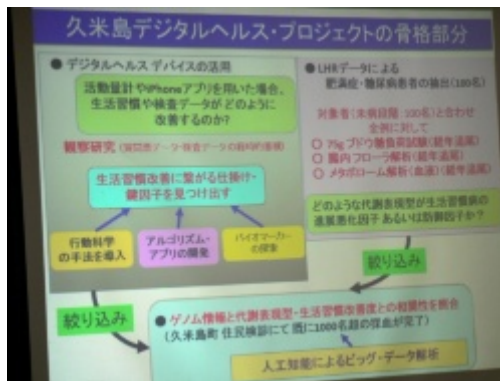 久米島デジタルヘルス・プロジェクトの骨格部分
● デジタルヘルス デバイスの活用
活動量計やiPhoneアプリを用いた場合、
生活習慣や検査データがどのように
改善するのか?
観察研究
生活習慣改善に繋がる仕掛け・
鍵因子を見つけ出す
行動科学
の手法を導入
アルゴリズム・
アプリの開発
バイオマーカー
の探索
● LHRデータによる
肥満症・糖尿病患者の抽出(180名)
対象者(未病段階:100名)と合わせ
全例に対して
○ 75g ブドウ糖負荷試験(経年追尾)
○ 腸内フローラ解析(経年追尾)
○ メタボローム解析(血液)(経年追尾)
どのような代謝表現型が生活習慣病の
進展悪化因子 あるいは防御因子か?
絞り込み
絞り込み
● ゲノム情報と代謝表現型・生活習慣改善度との相関性を照合
(久米島町 住民検診にて 既に1000名超の採血が完了)
人工知能によるビッグ・データ解析